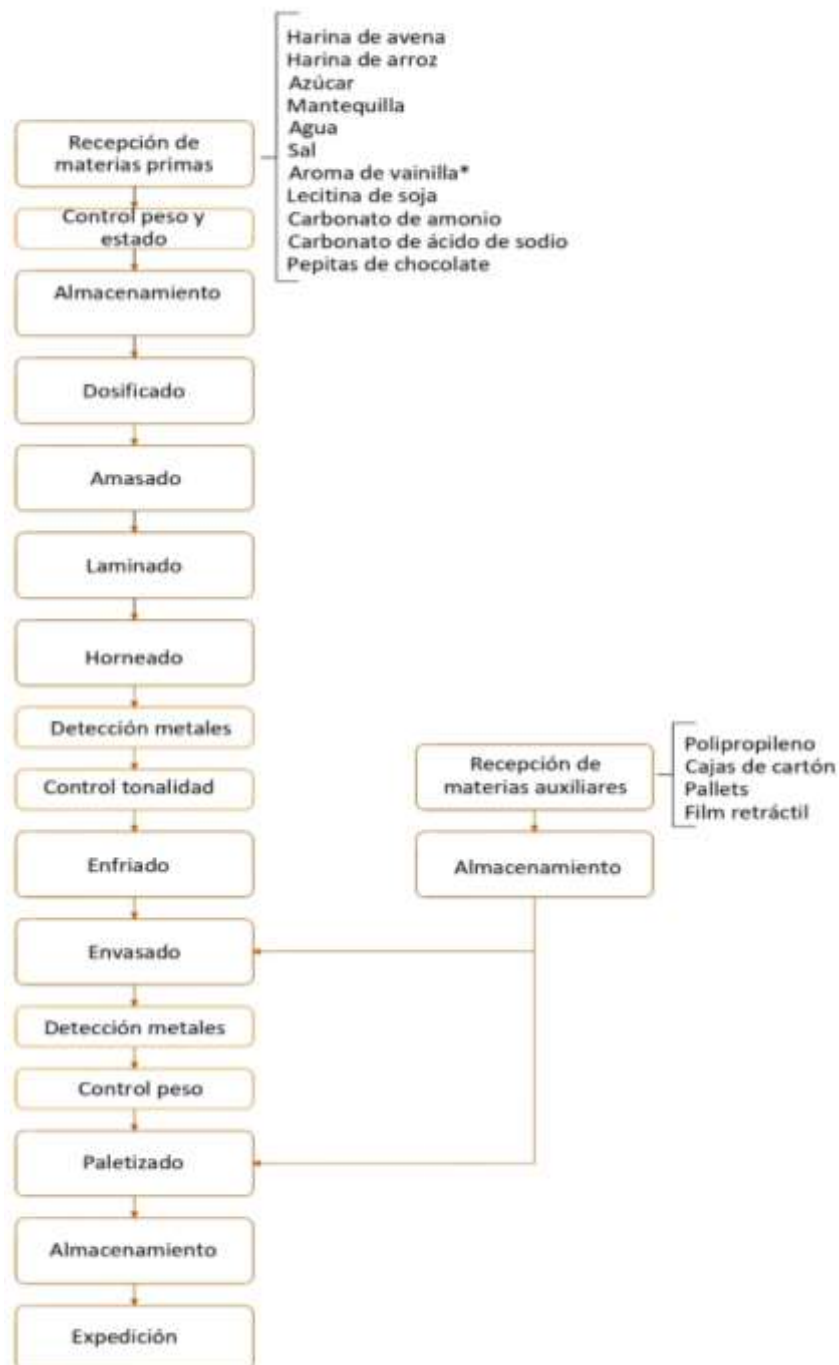 Harina de avena
Harina de arroz
Azúcar
Mantequilla
Agua
Sal
Aroma de vainilla*
Lecitina de soja
Carbonato de amonio
Carbonato de ácido de sodio
Pepitas de chocolate
Recepción de
materias primas
Control peso y
estado
Almacenamiento
Dosificado
Amasado
Laminado
Horneado
Detección metales
Control tonalidad
Enfriado
Envasado
Detección metales
Control peso
Paletizado
Almacenamiento
Expedición
Recepción de
materias auxiliares
Polipropileno
Cajas de cartón
Pallets
Film retráctil
Almacenamiento